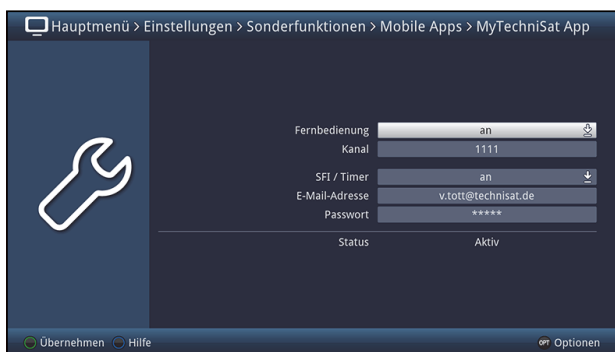 Hauptmenü > Einstellungen > Sonderfunktionen > Mobile Apps > MyTechniSat App
Fernbedienung an
Kanal 1111
SFI / Timer an
E-Mail-Adresse v.tott@technisat.de
Passwort *****
Status Aktiv
Übernehmen Hilfe OPT Optionen